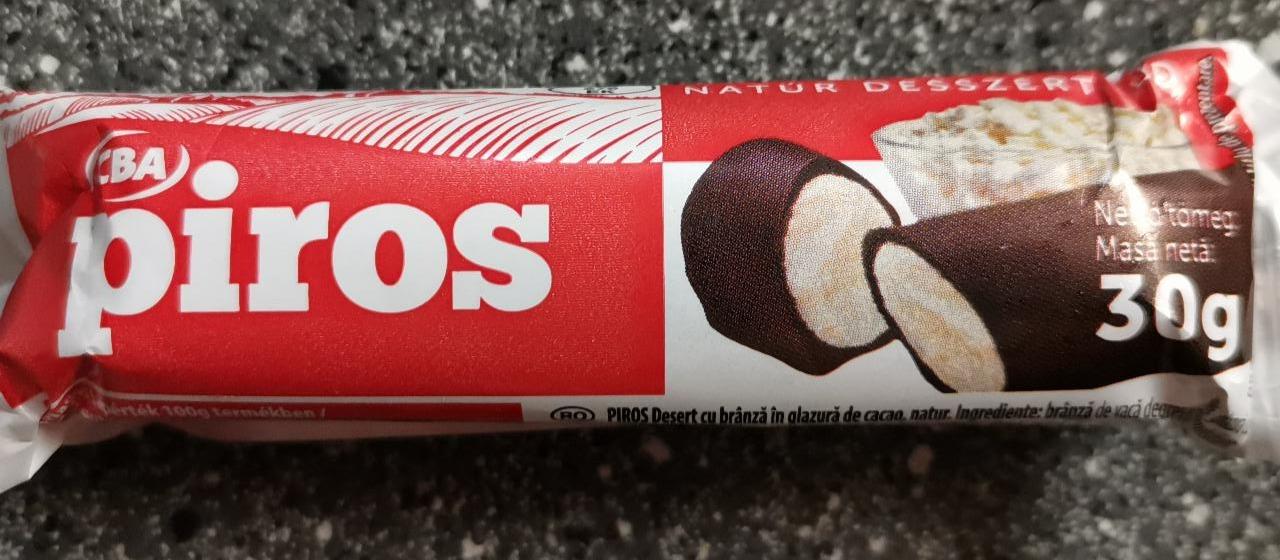 NATÚR DESSZERT
CBA
piros
Nettó tömeg:
Masă netă:
30g
100g termékben /
RO PIROS Desert cu brânză în glazură de cacao, natur. Ingrediente: brânză de vacă